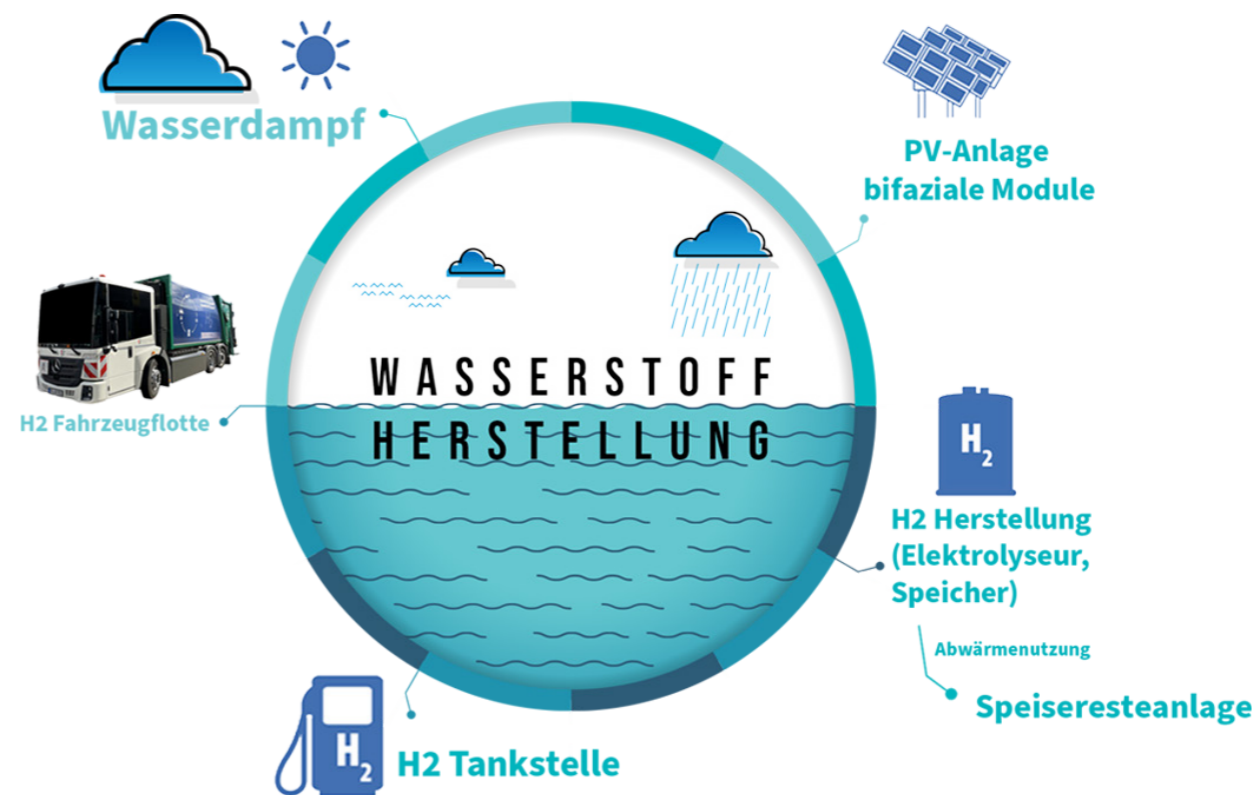 Wasserdampf
PV-Anlage
bifaziale Module
WASSERSTOFF
HERSTELLUNG
H2 Fahrzeugflotte
H2
H2 Herstellung
(Elektrolyseur,
Speicher)
Abwärmenutzung
Speiseresteanlage
H2
H2 Tankstelle